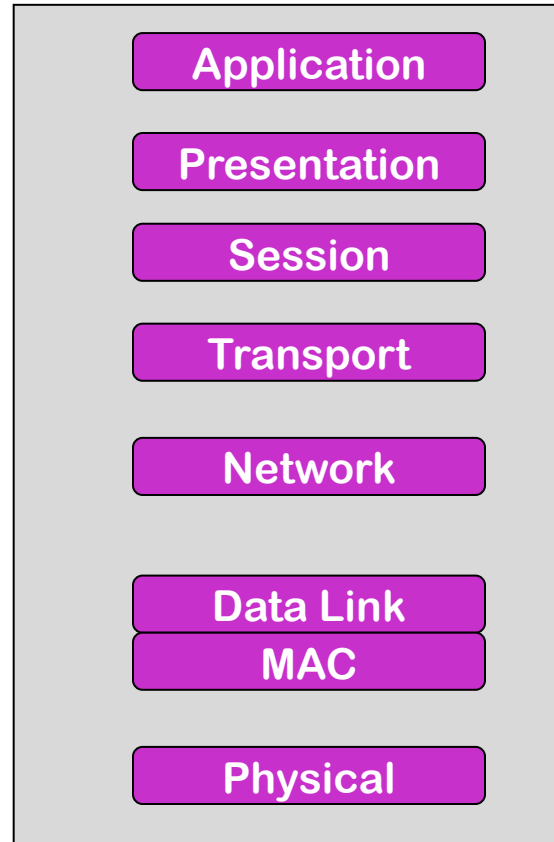 Application
Presentation
Session
Transport
Network
Data Link
MAC
Physical